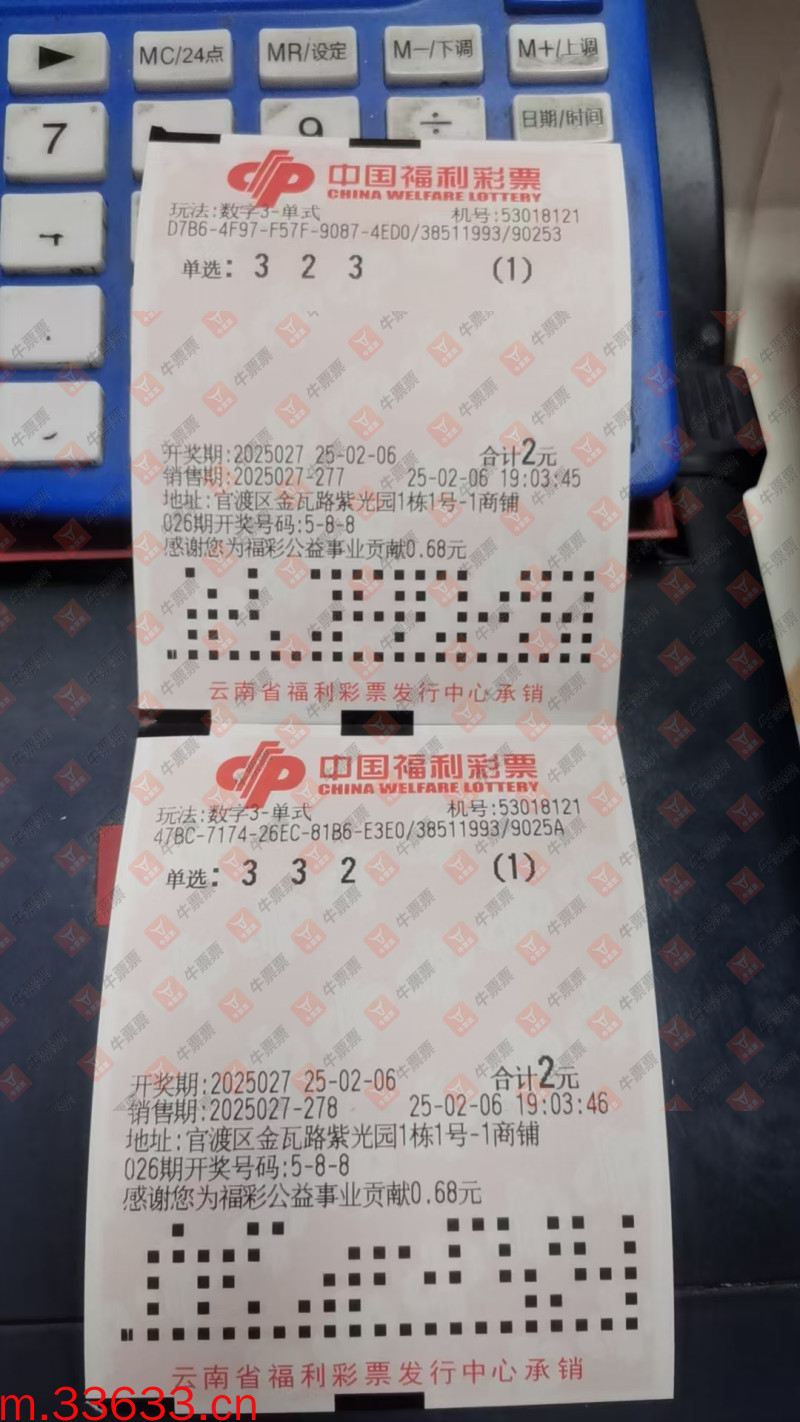 MC/24点 MR/设定 M−/下调 M+/上调
7 9 ÷ 日期/时间
中国福利彩票
CHINA WELFARE LOTTERY
玩法:数字3-单式 机号:53018121
D7B6-4F97-F57F-9087-4ED0/38511993/90253
单选: 3 2 3 (1)
开奖期:2025027 25-02-06 合计2元
销售期:2025027-277 25-02-06 19:03:45
地址:官渡区金瓦路紫光园1栋1号-1商铺
026期开奖号码:5-8-8
感谢您为福彩公益事业贡献0.68元
云南省福利彩票发行中心承销
中国福利彩票
CHINA WELFARE LOTTERY
玩法:数字3-单式 机号:53018121
47BC-7174-26EC-81B6-E3E0/38511993/9025A
单选: 3 3 2 (1)
开奖期:2025027 25-02-06 合计2元
销售期:2025027-278 25-02-06 19:03:46
地址:官渡区金瓦路紫光园1栋1号-1商铺
026期开奖号码:5-8-8
感谢您为福彩公益事业贡献0.68元
云南省福利彩票发行中心承销
牛票票
m.33633.cn